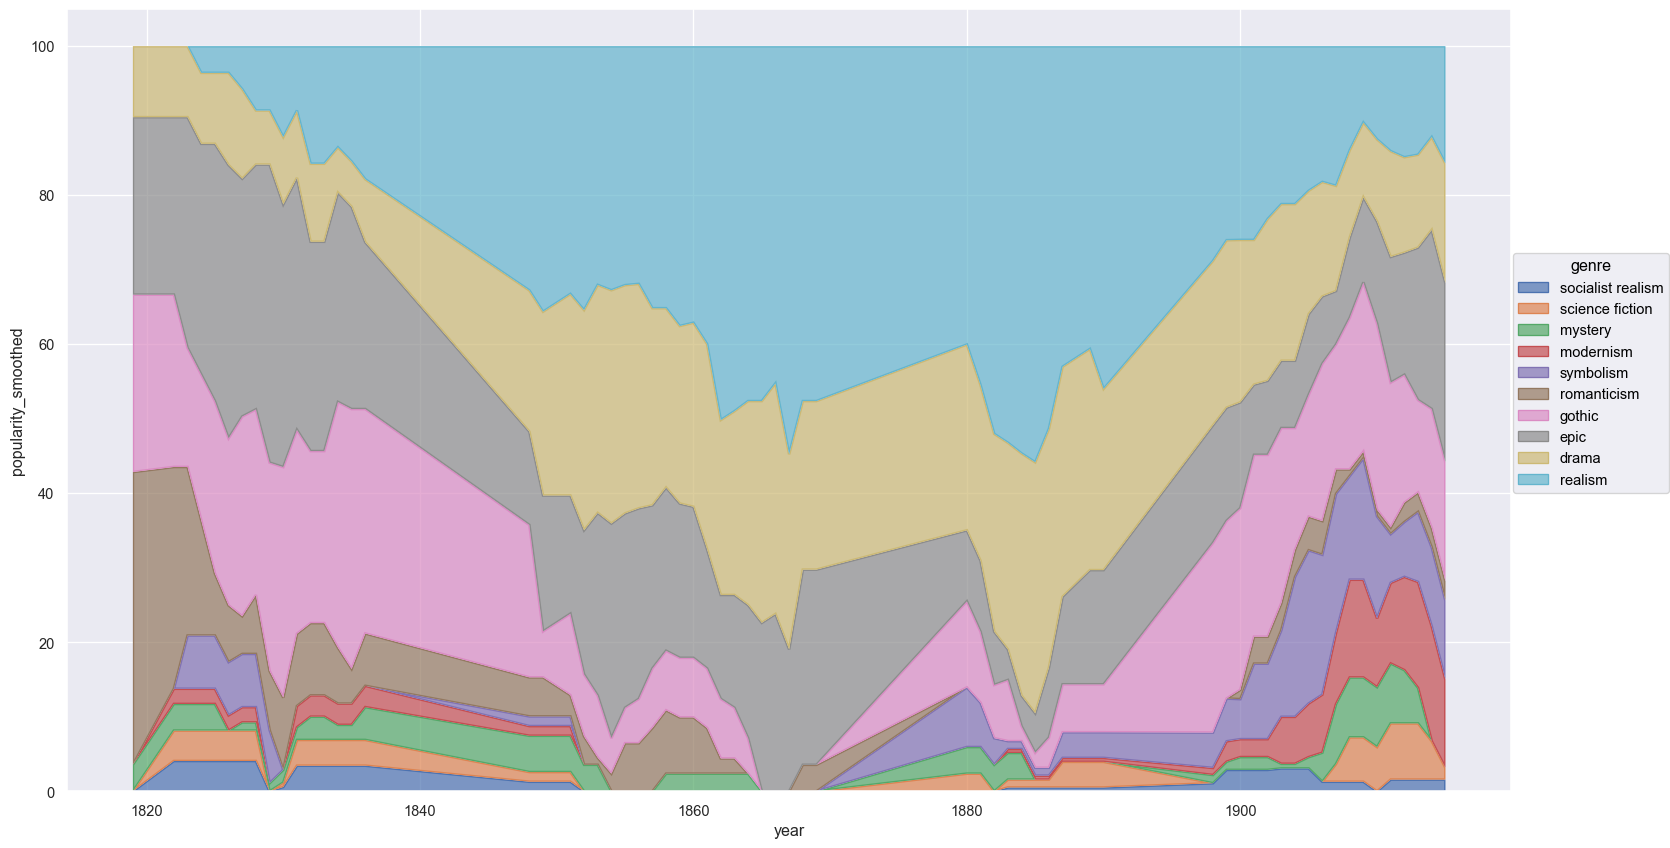 100
80
60
40
20
0
popularity_smoothed
1820 1840 1860 1880 1900
year
genre
socialist realism
science fiction
mystery
modernism
symbolism
romanticism
gothic
epic
drama
realism